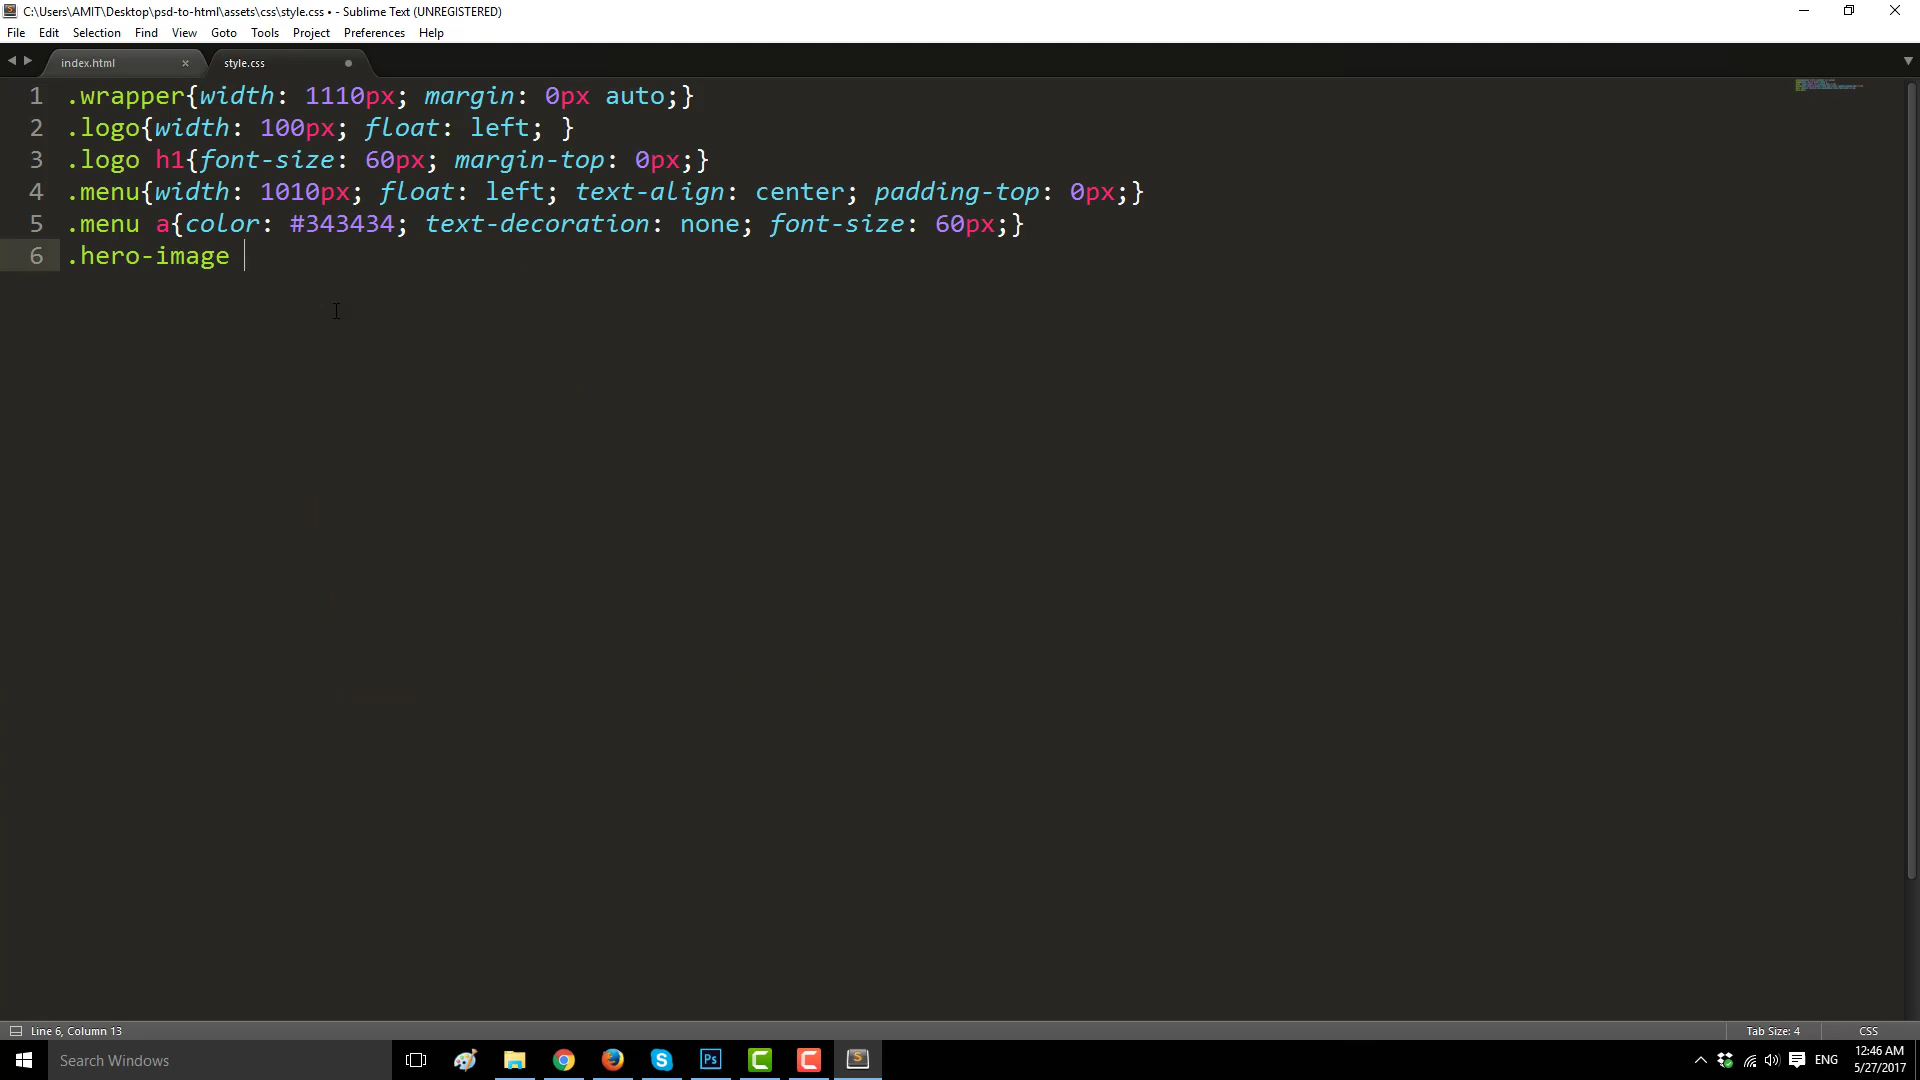 C:\Users\AMIT\Desktop\psd-to-html\assets\css\style.css • - Sublime Text (UNREGISTERED)
File Edit Selection Find View Goto Tools Project Preferences Help
index.html × style.css
1 .wrapper{width: 1110px; margin: 0px auto;}
2 .logo{width: 100px; float: left; }
3 .logo h1{font-size: 60px; margin-top: 0px;}
4 .menu{width: 1010px; float: left; text-align: center; padding-top: 0px;}
5 .menu a{color: #343434; text-decoration: none; font-size: 60px;}
6 .hero-image
Line 6, Column 13 Tab Size: 4 CSS
Search Windows Ps ENG 12:46 AM
5/27/2017